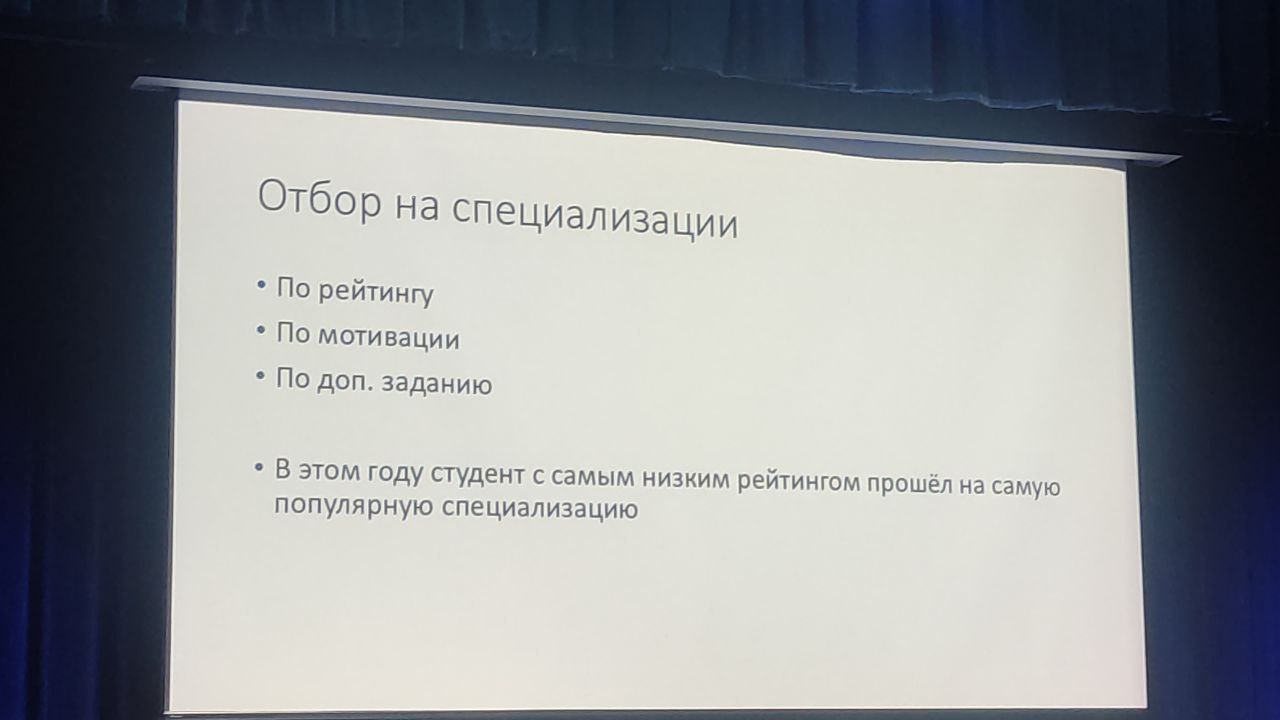 Отбор на специализации
• По рейтингу
• По мотивации
• По доп. заданию
• В этом году студент с самым низким рейтингом прошёл на самую
популярную специализацию